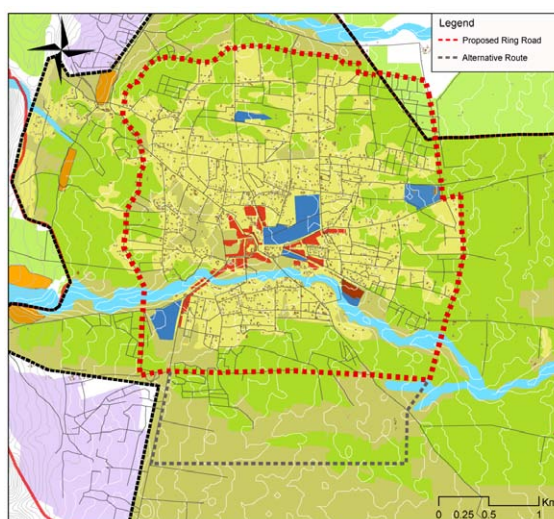 Legend
Proposed Ring Road
Alternative Route
Km
0 0.25 0.5 1